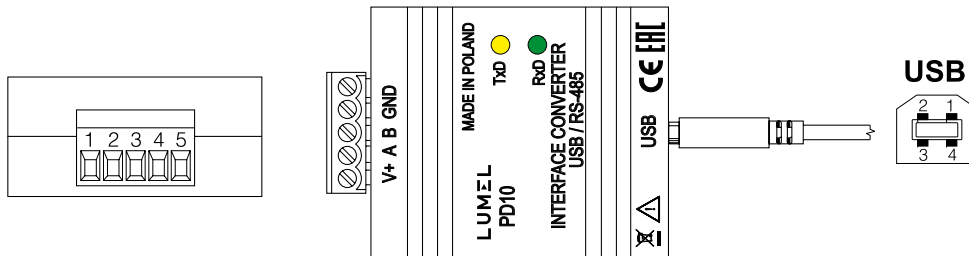 1 2 3 4 5
V+ A B GND
MADE IN POLAND
LUMEL
PD10
TxD
RxD
INTERFACE CONVERTER
USB / RS-485
USB
CE EAC
USB
2 1
3 4